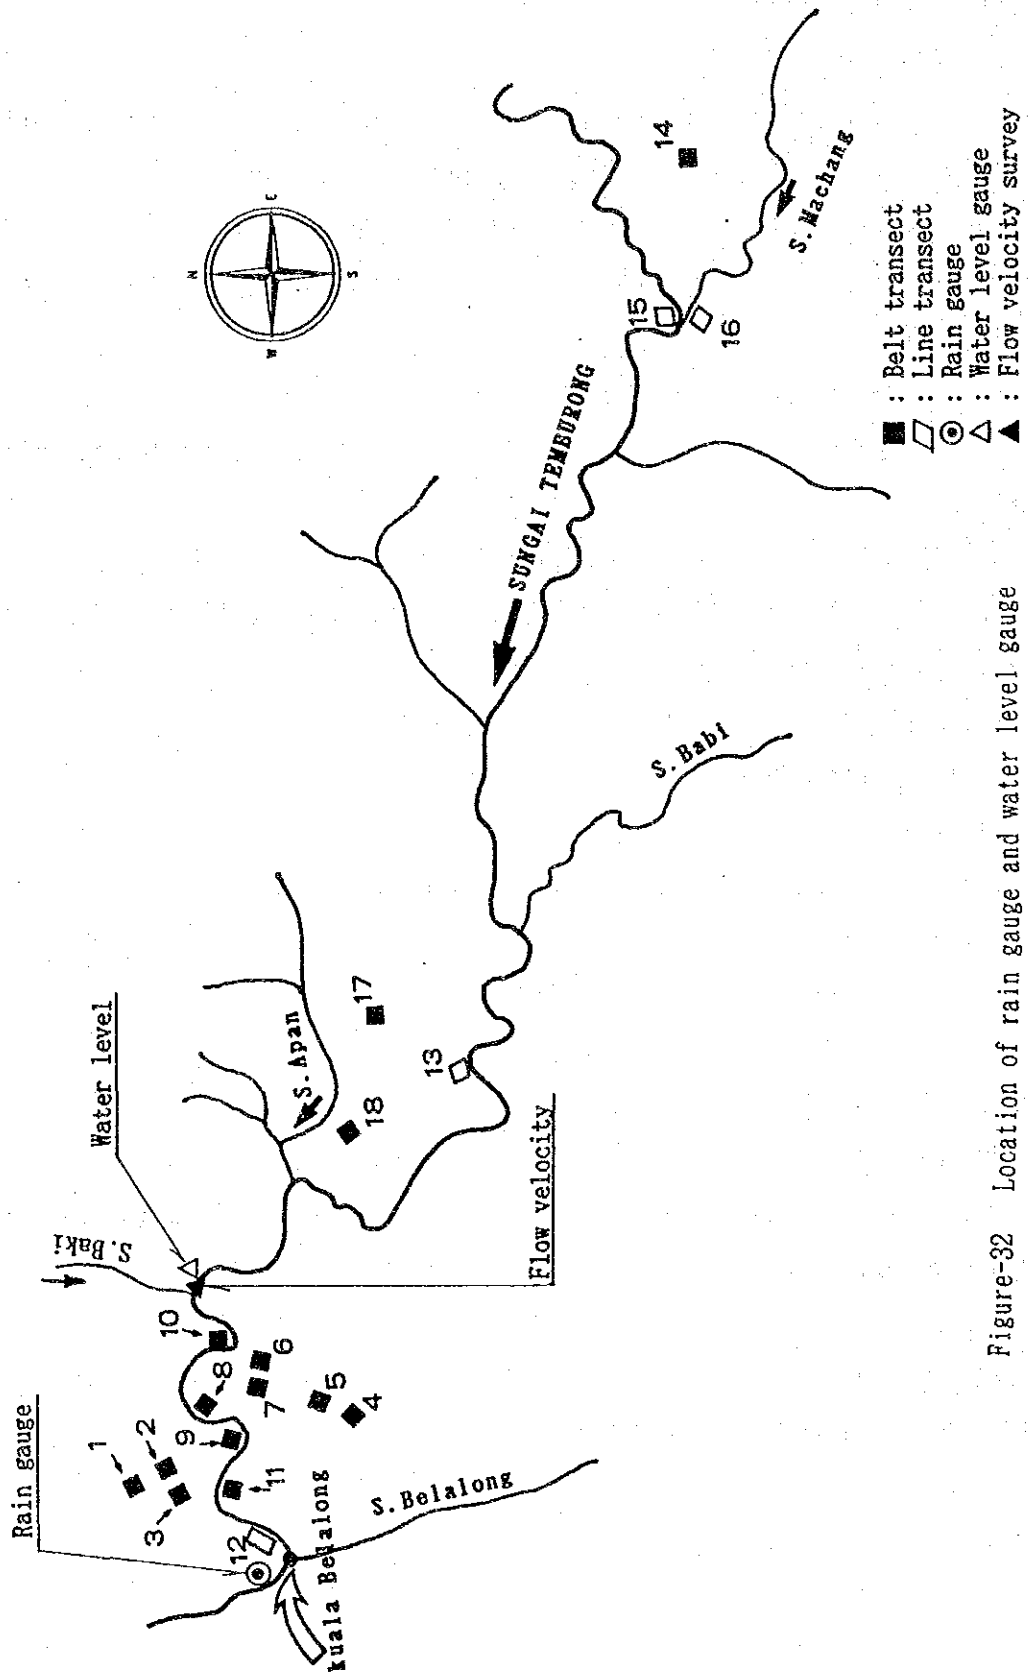 Rain gauge
Water level
S. Baki
N
W
E
S
1
2
3
8
10
9
11
12
7
6
5
4
kuala Belalong
S. Belalong
Flow velocity
S. Apan
17
18
13
S. Babi
SUNGAI TEMBURONG
14
15
16
S. Machang
■ : Belt transect
▱ : Line transect
◉ : Rain gauge
△ : Water level gauge
▲ : Flow velocity survey
Figure-32 Location of rain gauge and water level gauge